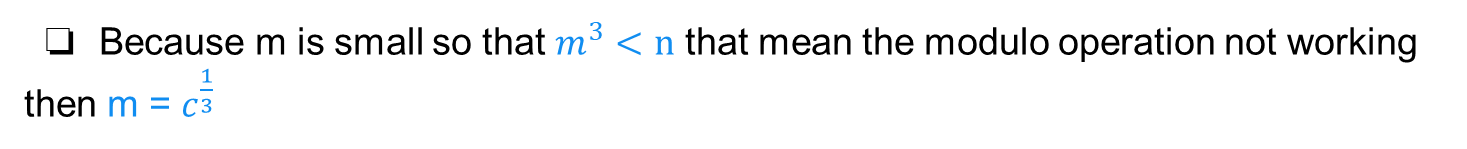 ❑ Because m is small so that m³ < n that mean the modulo operation not working
then m = c^(1/3)